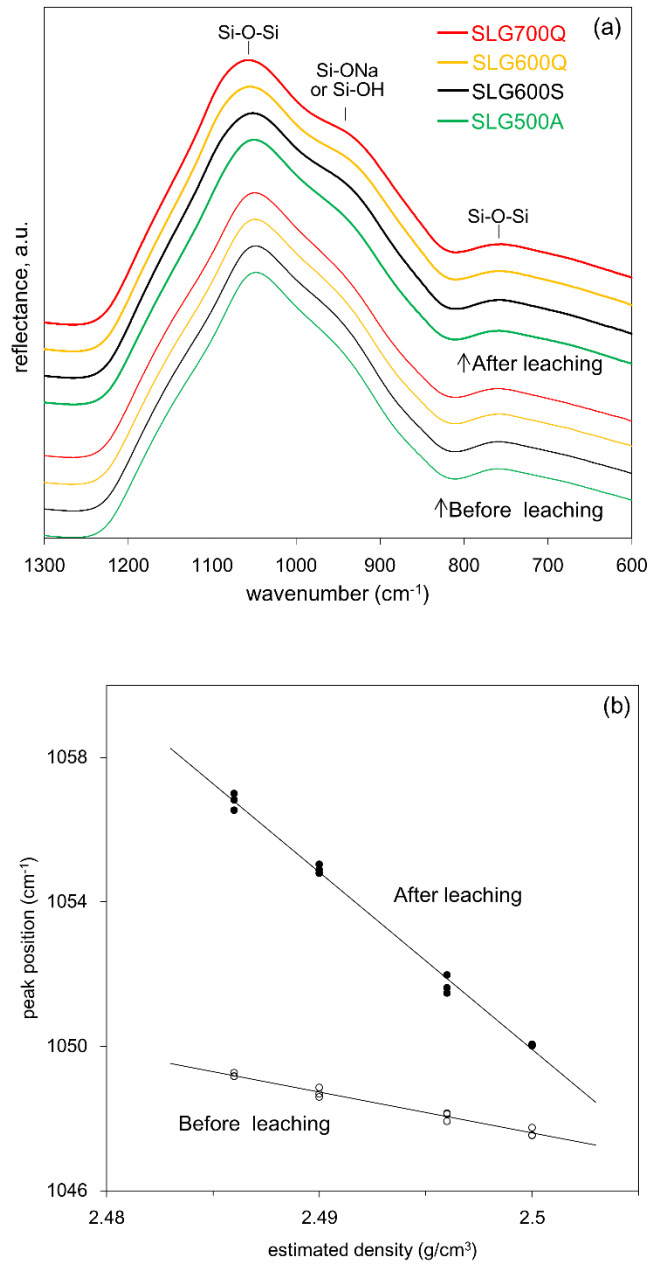 (a)
Si-O-Si
Si-ONa
or Si-OH
SLG700Q
SLG600Q
SLG600S
SLG500A
Si-O-Si
↑After leaching
↑Before leaching
reflectance, a.u.
1300 1200 1100 1000 900 800 700 600
wavenumber (cm⁻¹)
(b)
1058
1054
1050
1046
peak position (cm⁻¹)
After leaching
Before leaching
2.48 2.49 2.5
estimated density (g/cm³)